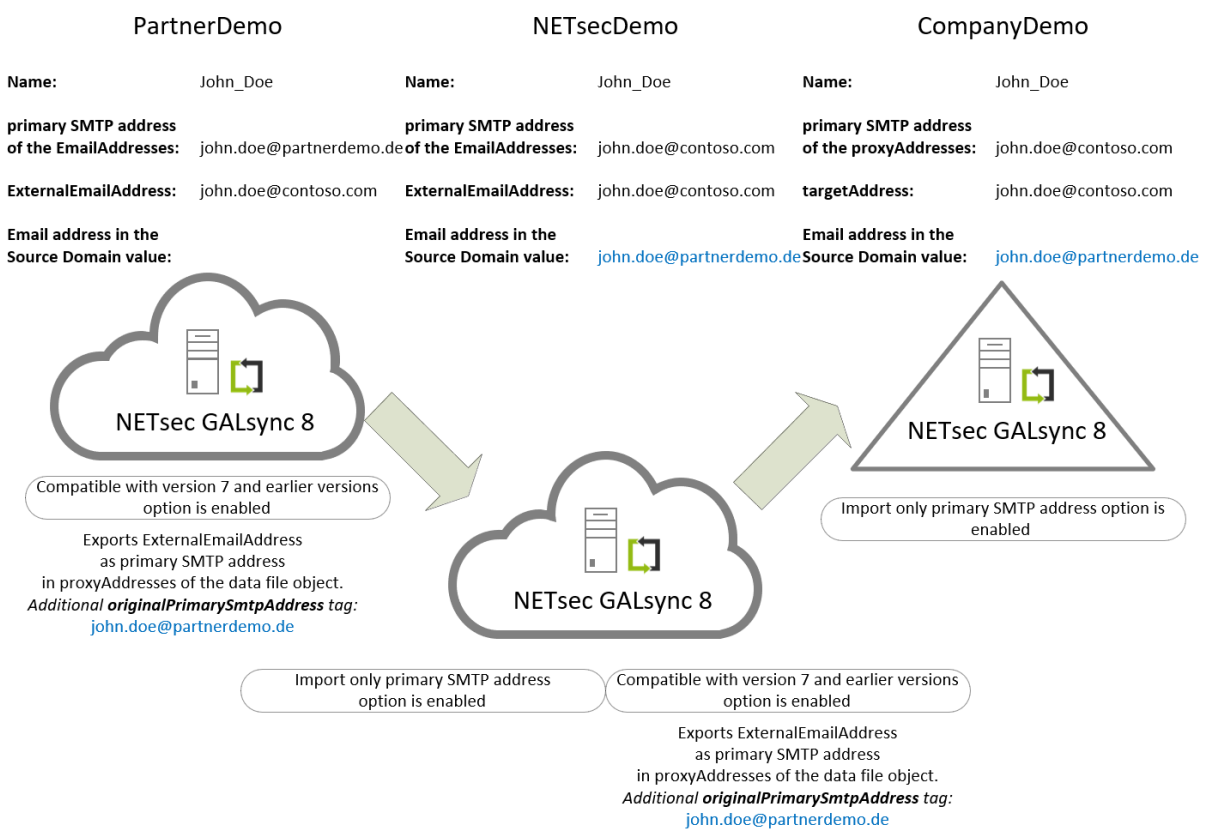 PartnerDemo NETsecDemo CompanyDemo
Name: John_Doe Name: John_Doe Name: John_Doe
primary SMTP address primary SMTP address primary SMTP address
of the EmailAddresses: john.doe@partnerdemo.de of the EmailAddresses: john.doe@contoso.com of the proxyAddresses: john.doe@contoso.com
ExternalEmailAddress: john.doe@contoso.com ExternalEmailAddress: john.doe@contoso.com targetAddress: john.doe@contoso.com
Email address in the Email address in the Email address in the
Source Domain value: Source Domain value: john.doe@partnerdemo.de Source Domain value: john.doe@partnerdemo.de
NETsec GALsync 8
Compatible with version 7 and earlier versions
option is enabled
Exports ExternalEmailAddress
as primary SMTP address
in proxyAddresses of the data file object.
Additional originalPrimarySmtpAddress tag:
john.doe@partnerdemo.de
NETsec GALsync 8
Import only primary SMTP address
option is enabled
Compatible with version 7 and earlier versions
option is enabled
Exports ExternalEmailAddress
as primary SMTP address
in proxyAddresses of the data file object.
Additional originalPrimarySmtpAddress tag:
john.doe@partnerdemo.de
NETsec GALsync 8
Import only primary SMTP address option is
enabled